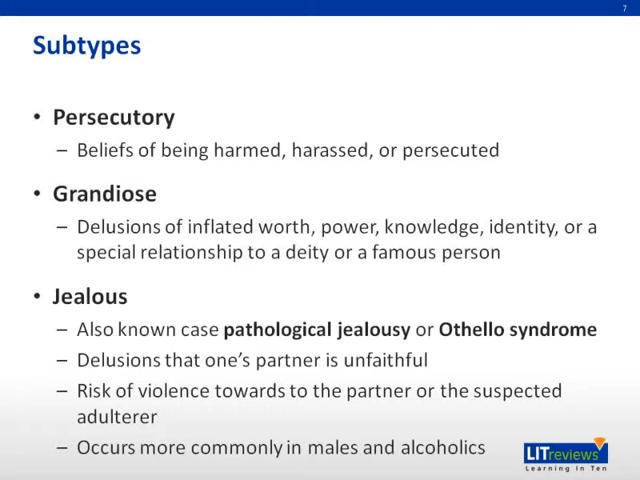 7
Subtypes
• Persecutory
– Beliefs of being harmed, harassed, or persecuted
• Grandiose
– Delusions of inflated worth, power, knowledge, identity, or a
special relationship to a deity or a famous person
• Jealous
– Also known case pathological jealousy or Othello syndrome
– Delusions that one's partner is unfaithful
– Risk of violence towards to the partner or the suspected
adulterer
– Occurs more commonly in males and alcoholics
LITreviews
Learning In Ten